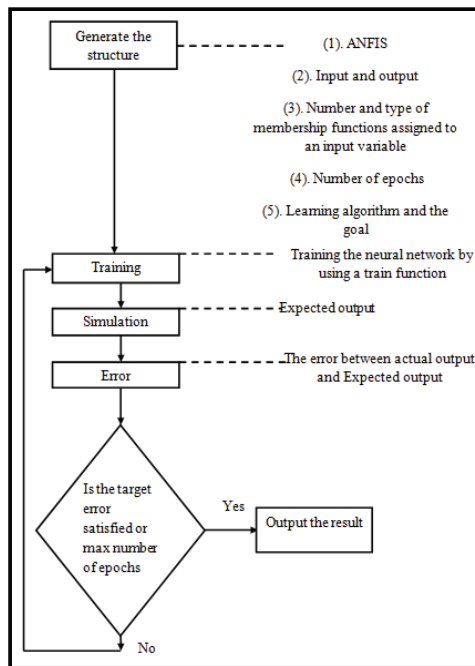 Generate the
structure
(1). ANFIS
(2). Input and output
(3). Number and type of
membership functions assigned to
an input variable
(4). Number of epochs
(5). Learning algorithm and the
goal
Training
Training the neural network by
using a train function
Simulation
Expected output
Error
The error between actual output
and Expected output
Is the target
error
satisfied or
max number
of epochs
Yes
Output the result
No